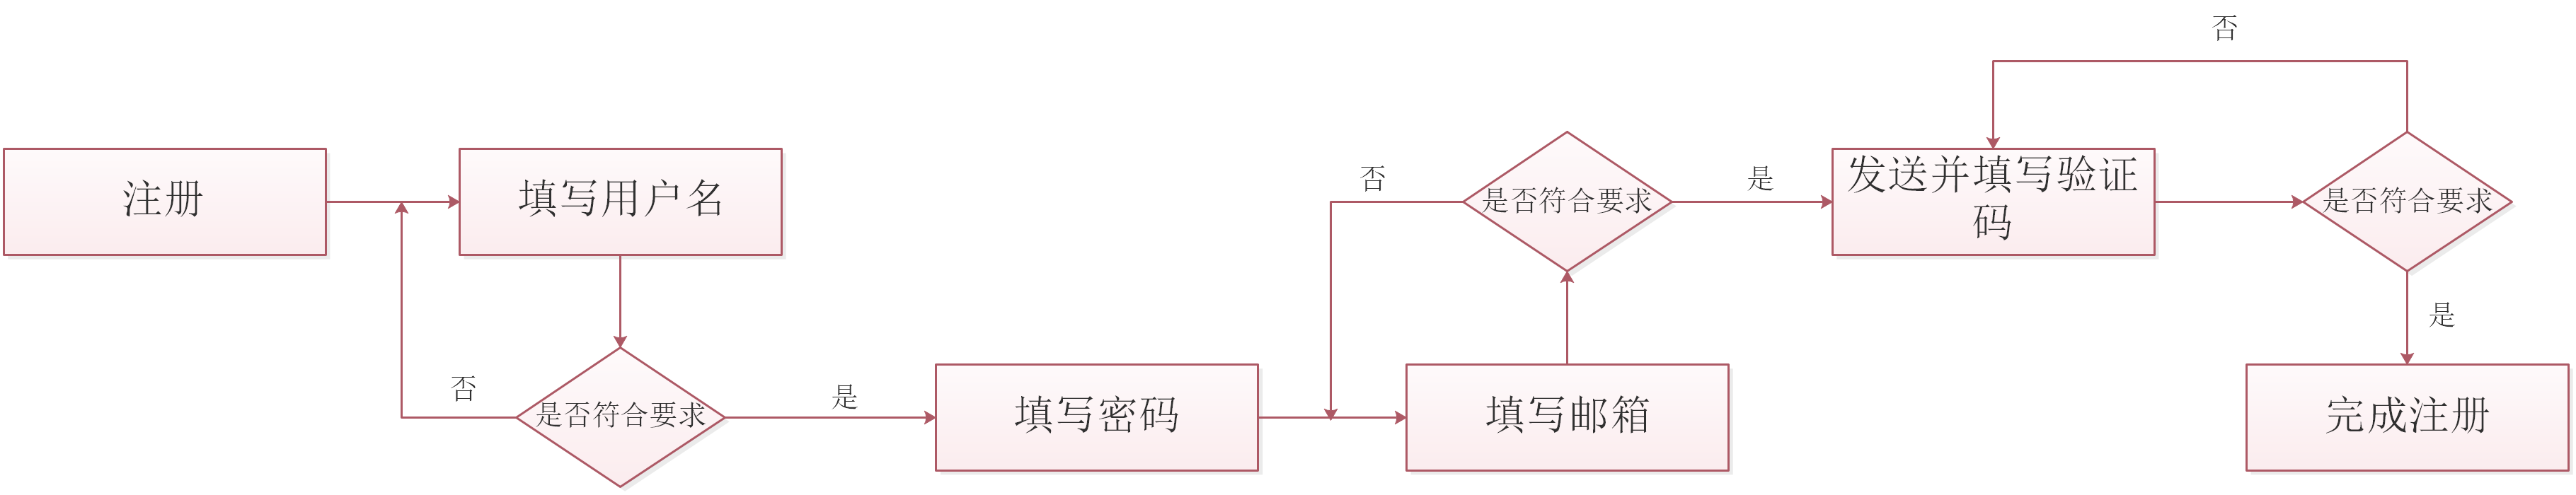 注册
填写用户名
是否符合要求
否
是
填写密码
填写邮箱
是否符合要求
否
是
发送并填写验证
码
是否符合要求
否
是
完成注册